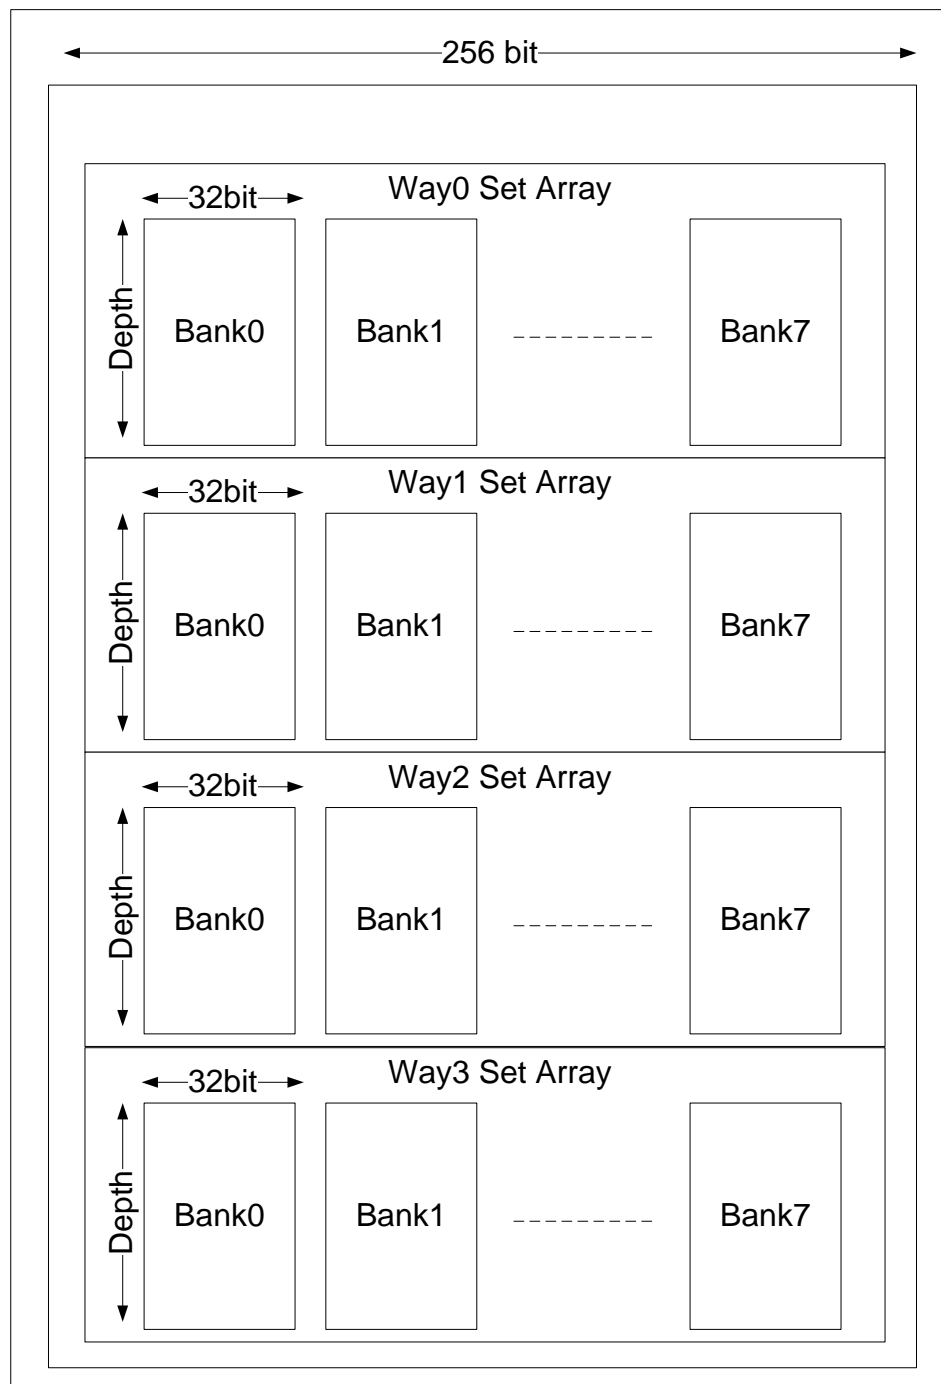 256 bit
Way0 Set Array
32bit
Depth
Bank0 Bank1 Bank7
Way1 Set Array
32bit
Depth
Bank0 Bank1 Bank7
Way2 Set Array
32bit
Depth
Bank0 Bank1 Bank7
Way3 Set Array
32bit
Depth
Bank0 Bank1 Bank7